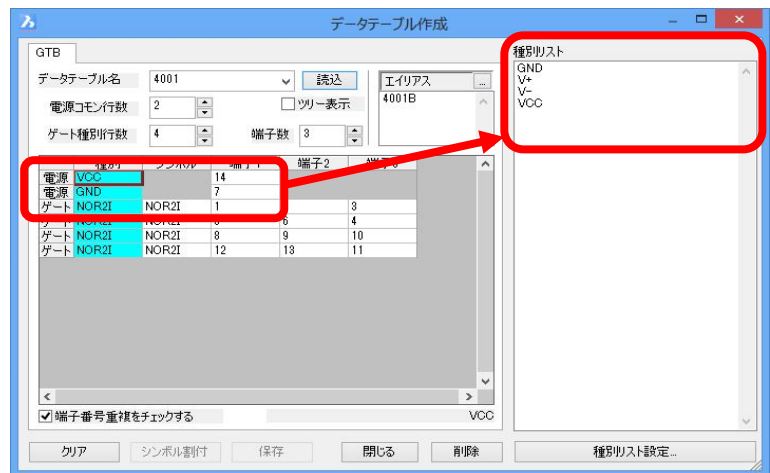 データテーブル作成
GTB
データテーブル名 4001 読込 エイリアス ...
電源コモン行数 2 ツリー表示 4001B
ゲート種別行数 4 端子数 3
種別 シンボル 端子1 端子2
電源 VCC 14
電源 GND 7
ゲート NOR2I NOR2I 1 3
ゲート NOR2I NOR2I 6 4
ゲート NOR2I NOR2I 8 9 10
ゲート NOR2I NOR2I 12 13 11
端子番号重複をチェックする VCC
クリア シンボル割付 保存 閉じる 削除
種別リスト
GND
V+
V-
VCC
種別リスト設定...